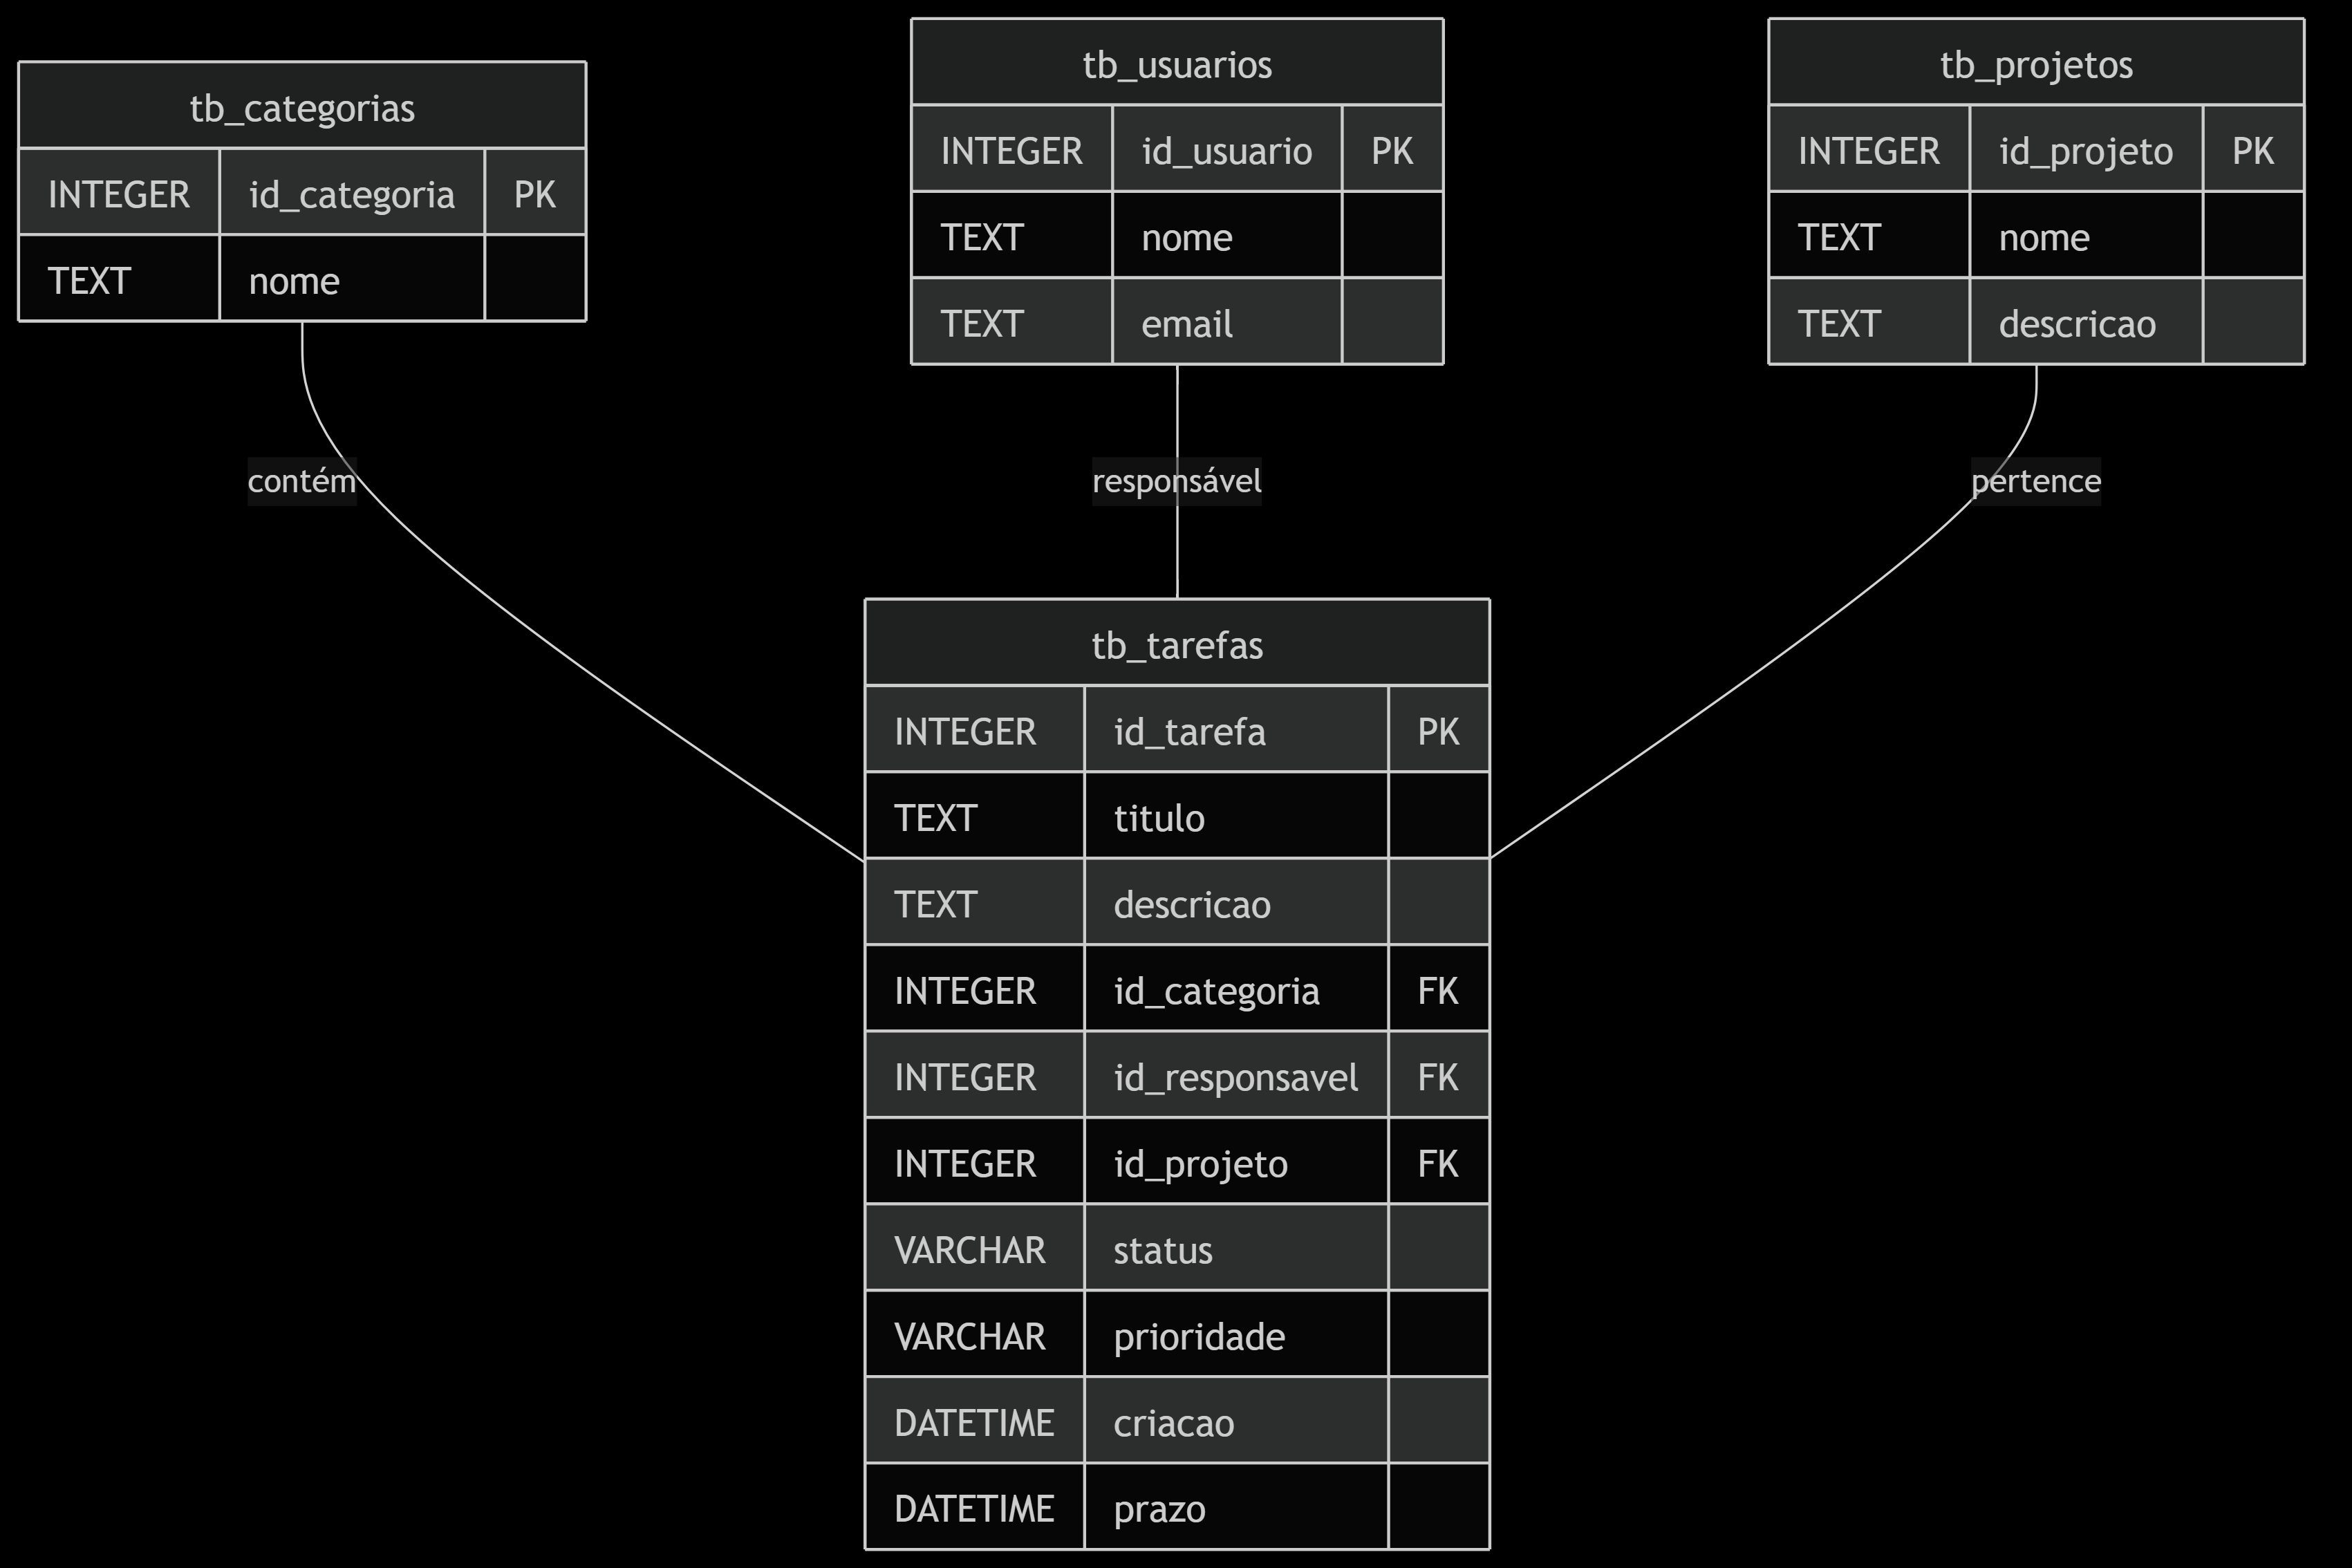 tb_categorias
INTEGER id_categoria PK
TEXT nome
tb_usuarios
INTEGER id_usuario PK
TEXT nome
TEXT email
tb_projetos
INTEGER id_projeto PK
TEXT nome
TEXT descricao
contém
responsável
pertence
tb_tarefas
INTEGER id_tarefa PK
TEXT titulo
TEXT descricao
INTEGER id_categoria FK
INTEGER id_responsavel FK
INTEGER id_projeto FK
VARCHAR status
VARCHAR prioridade
DATETIME criacao
DATETIME prazo